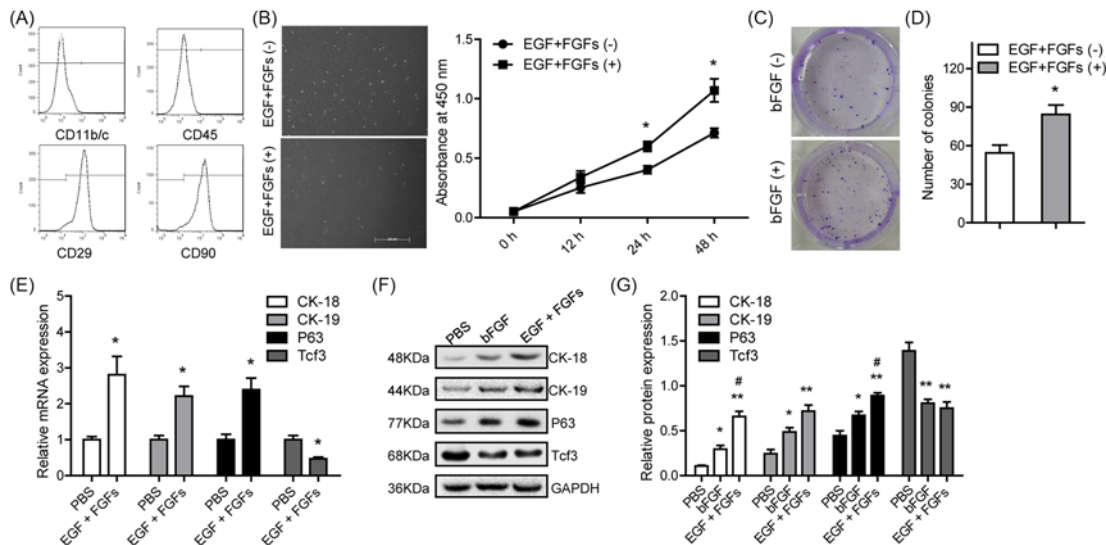 (A)
Count
CD11b/c
Count
CD45
Count
CD29
Count
CD90
(B)
EGF+FGFs (-)
EGF+FGFs (+)
Absorbance at 450 nm
1.5
1.0
0.5
0.0
0 h
12 h
24 h
48 h
EGF+FGFs (-)
EGF+FGFs (+)
*
*
(C)
bFGF (-)
bFGF (+)
(D)
EGF+FGFs (-)
EGF+FGFs (+)
Number of colonies
120
90
60
30
0
*
(E)
Relative mRNA expression
5
4
3
2
1
0
CK-18
CK-19
P63
Tcf3
*
*
*
*
PBS
EGF + FGFs
PBS
EGF + FGFs
PBS
EGF + FGFs
PBS
EGF + FGFs
(F)
PBS
bFGF
EGF + FGFs
48KDa
CK-18
44KDa
CK-19
77KDa
P63
68KDa
Tcf3
36KDa
GAPDH
(G)
Relative protein expression
2.0
1.5
1.0
0.5
0.0
CK-18
CK-19
P63
Tcf3
*
#
**
*
**
*
#
**
**
**
PBS
bFGF
EGF + FGFs
PBS
bFGF
EGF + FGFs
PBS
bFGF
EGF + FGFs
PBS
bFGF
EGF + FGFs